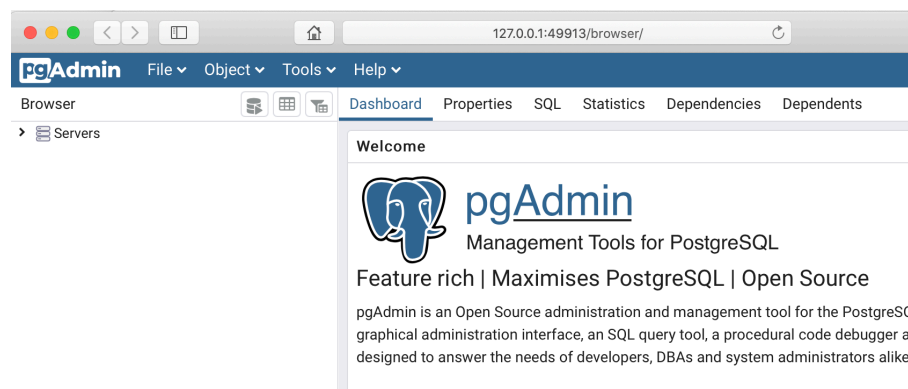 127.0.0.1:49913/browser/
pgAdmin File Object Tools Help
Browser Dashboard Properties SQL Statistics Dependencies Dependents
Servers
Welcome
pgAdmin
Management Tools for PostgreSQL
Feature rich | Maximises PostgreSQL | Open Source
pgAdmin is an Open Source administration and management tool for the PostgreSQ
graphical administration interface, an SQL query tool, a procedural code debugger a
designed to answer the needs of developers, DBAs and system administrators alike